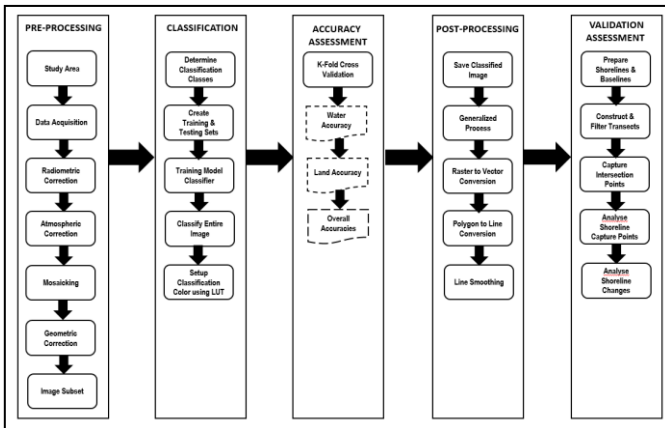 PRE-PROCESSING
Study Area
Data Acquisition
Radiometric
Correction
Atmospheric
Correction
Mosaicking
Geometric
Correction
Image Subset
CLASSIFICATION
Determine
Classification
Classes
Create
Training &
Testing Sets
Training Model
Classifier
Classify Entire
Image
Setup
Classification
Color using LUT
ACCURACY
ASSESSMENT
K-Fold Cross
Validation
Water
Accuracy
Land Accuracy
Overall
Accuracies
POST-PROCESSING
Save Classified
Image
Generalized
Process
Raster to Vector
Conversion
Polygon to Line
Conversion
Line Smoothing
VALIDATION
ASSESSMENT
Prepare
Shorelines &
Baselines
Construct &
Filter Transects
Capture
Intersection
Points
Analyse
Shoreline
Capture Points
Analyse
Shoreline
Changes